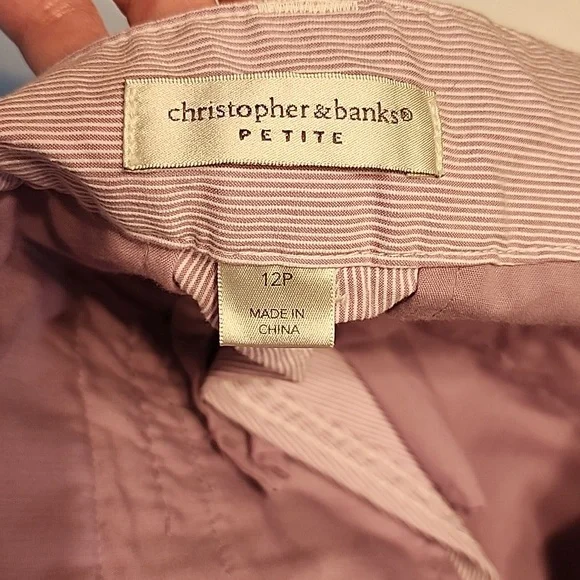 christopher&banks®
PETITE
12P
MADE IN
CHINA